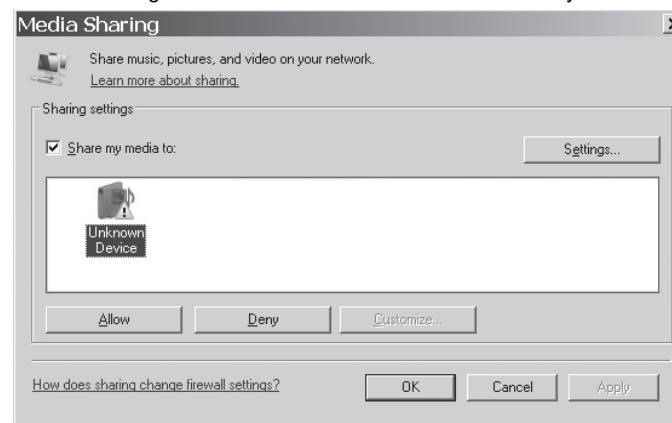 Media Sharing
Share music, pictures, and video on your network.
Learn more about sharing.
Sharing settings
Share my media to:
Settings...
Unknown
Device
Allow
Deny
Customize...
How does sharing change firewall settings?
OK
Cancel
Apply